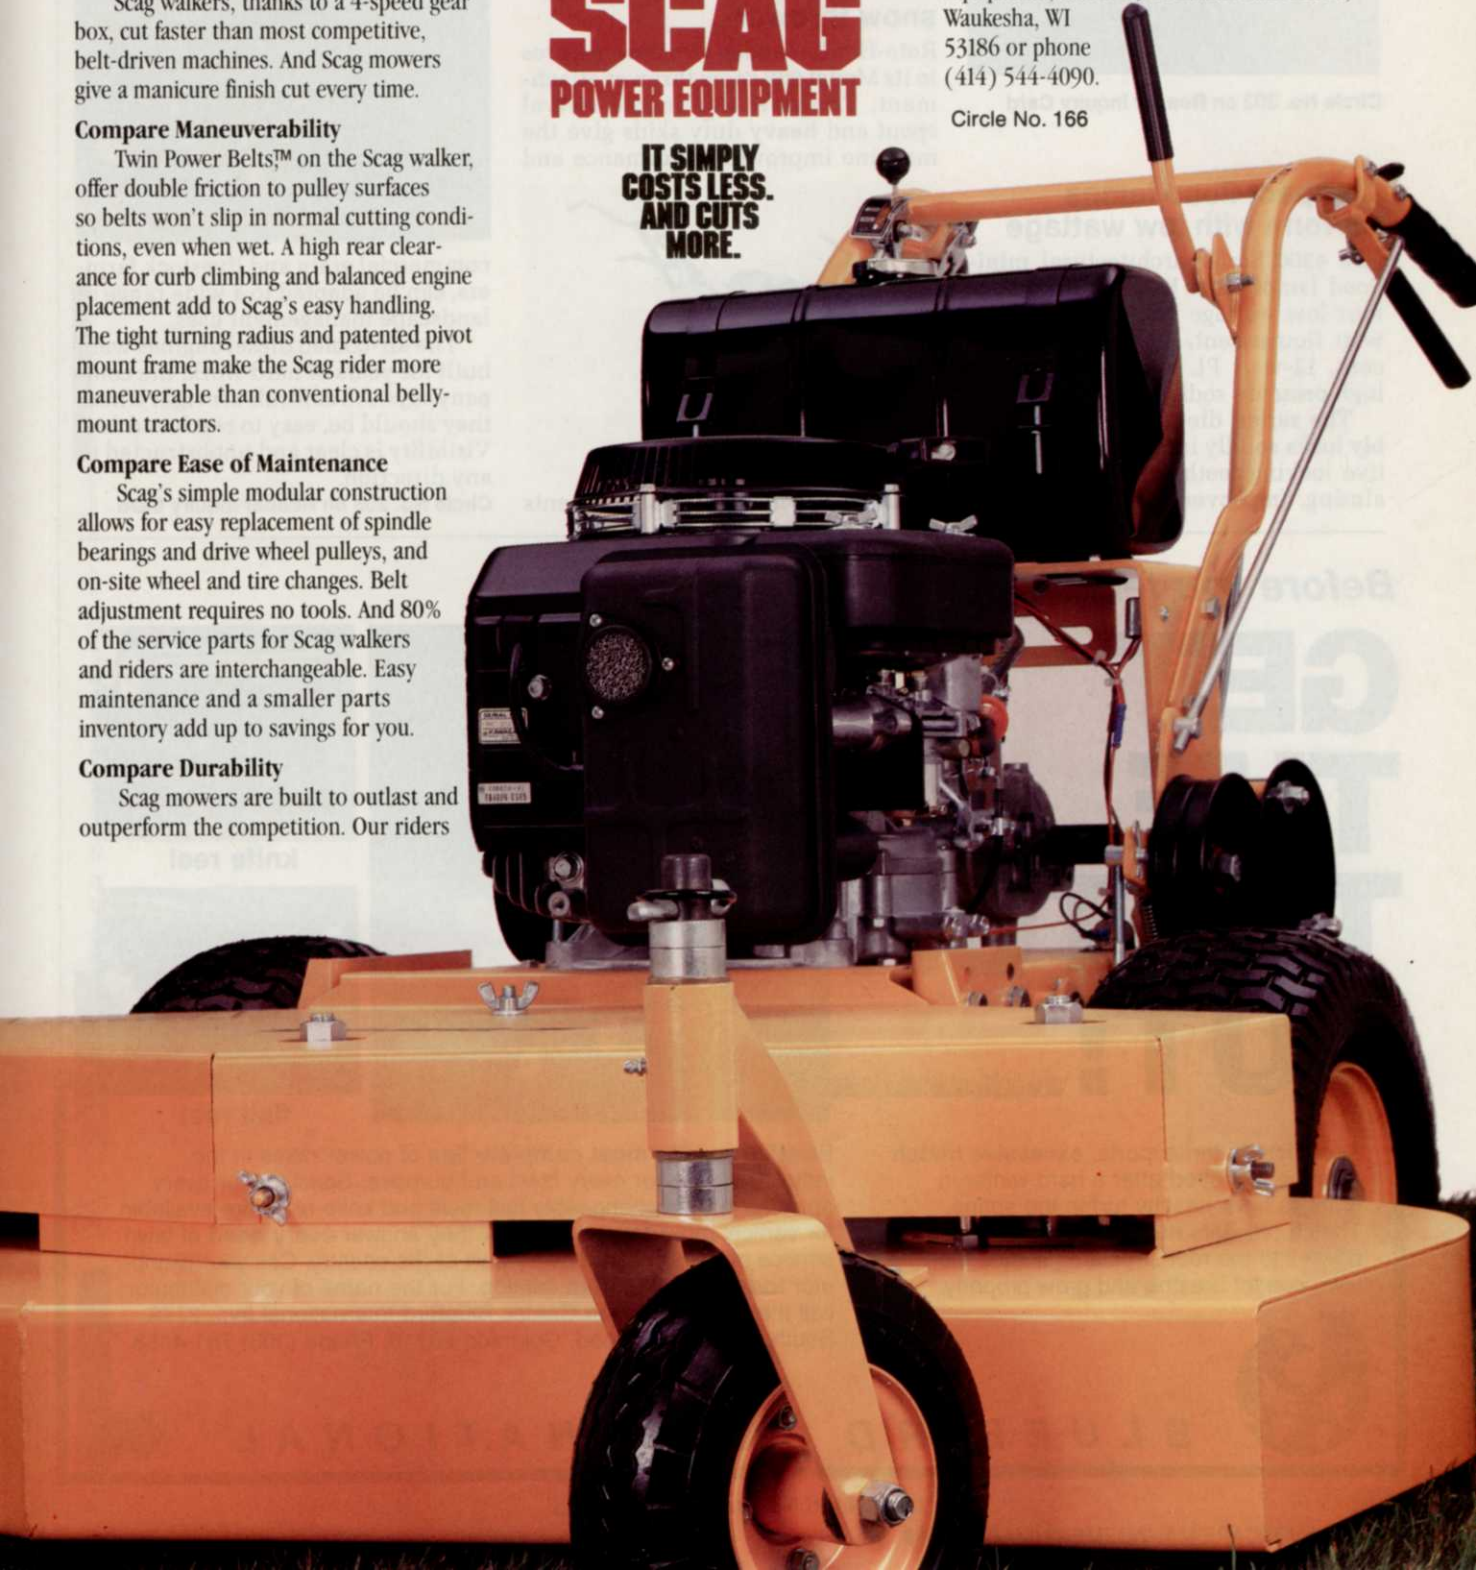 Scag walkers, thanks to a 4-speed gear
box, cut faster than most competitive,
belt-driven machines. And Scag mowers
give a manicure finish cut every time.
Compare Maneuverability
Twin Power Belts,™ on the Scag walker,
offer double friction to pulley surfaces
so belts won't slip in normal cutting condi-
tions, even when wet. A high rear clear-
ance for curb climbing and balanced engine
placement add to Scag's easy handling.
The tight turning radius and patented pivot
mount frame make the Scag rider more
maneuverable than conventional belly-
mount tractors.
Compare Ease of Maintenance
Scag's simple modular construction
allows for easy replacement of spindle
bearings and drive wheel pulleys, and
on-site wheel and tire changes. Belt
adjustment requires no tools. And 80%
of the service parts for Scag walkers
and riders are interchangeable. Easy
maintenance and a smaller parts
inventory add up to savings for you.
Compare Durability
Scag mowers are built to outlast and
outperform the competition. Our riders
SCAG
POWER EQUIPMENT
IT SIMPLY
COSTS LESS.
AND CUTS
MORE.
Waukesha, WI
53186 or phone
(414) 544-4090.
Circle No. 166